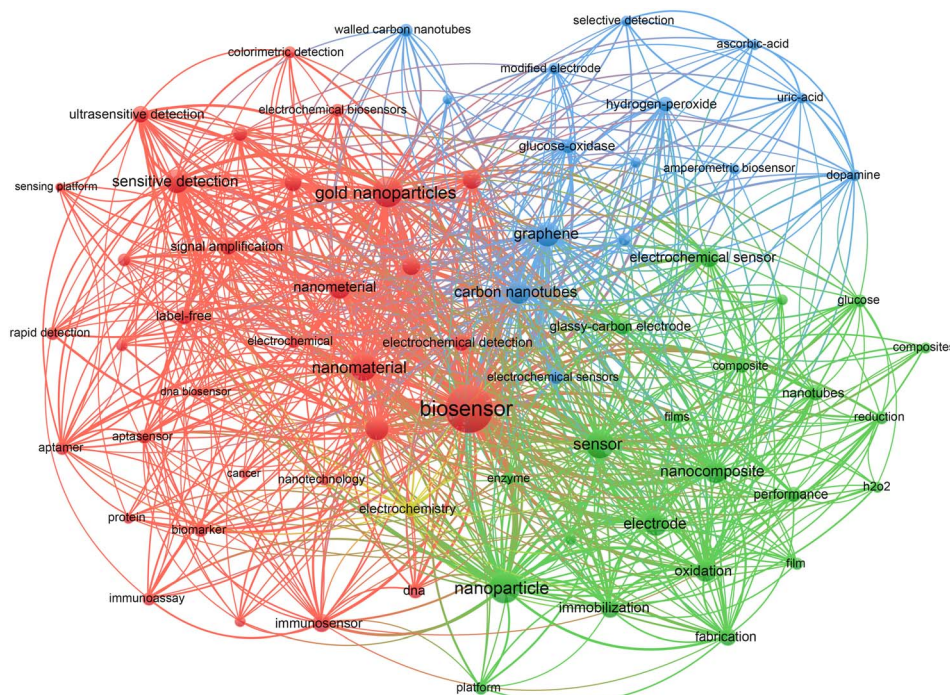 walled carbon nanotubes
selective detection
colorimetric detection
ascorbic-acid
modified electrode
ultrasensitive detection
electrochemical biosensors
hydrogen-peroxide
uric-acid
glucose-oxidase
amperometric biosensor
dopamine
sensing platform
sensitive detection
gold nanoparticles
graphene
signal amplification
electrochemical sensor
nanometerial
carbon nanotubes
glucose
label-free
glassy-carbon electrode
rapid detection
electrochemical
electrochemical detection
composites
nanomaterial
composite
electrochemical sensors
dna biosensor
nanotubes
biosensor
films
reduction
aptamer
aptasensor
sensor
cancer
nanotechnology
enzyme
nanocomposite
h2o2
performance
electrochemistry
protein
biomarker
electrode
film
oxidation
dna
nanoparticle
immunoassay
immobilization
immunosensor
fabrication
platform